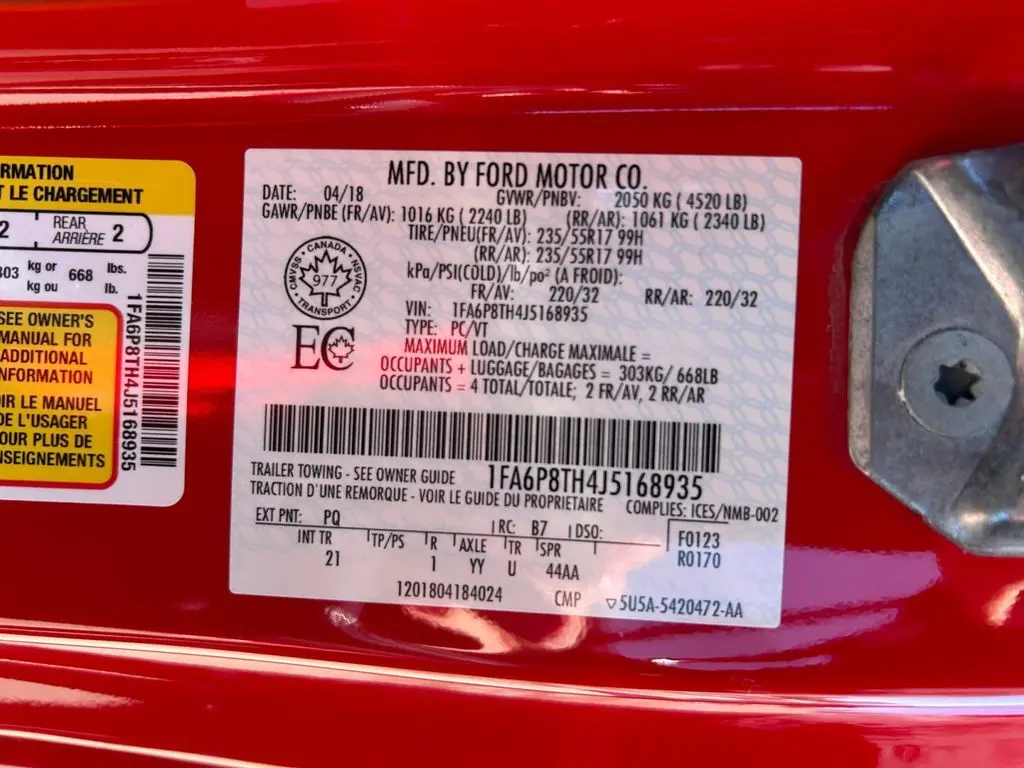 RMATION
T LE CHARGEMENT
2 REAR ARRIÈRE 2
303 kg or kg ou 668 lbs. lb.
SEE OWNER'S
MANUAL FOR
ADDITIONAL
NFORMATION
OIR LE MANUEL
DE L'USAGER
OUR PLUS DE
NSEIGNEMENTS
1FA6P8TH4J5168935
MFD. BY FORD MOTOR CO.
DATE: 04/18 GVWR/PNBV: 2050 KG ( 4520 LB)
GAWR/PNBE (FR/AV): 1016 KG ( 2240 LB) (RR/AR): 1061 KG ( 2340 LB)
TIRE/PNEU(FR/AV): 235/55R17 99H
(RR/AR): 235/55R17 99H
kPa/PSI(COLD)/lb/po² (A FROID):
FR/AV: 220/32 RR/AR: 220/32
VIN: 1FA6P8TH4J5168935
TYPE: PC/VT
MAXIMUM LOAD/CHARGE MAXIMALE =
OCCUPANTS + LUGGAGE/BAGAGES = 303KG/ 668LB
OCCUPANTS = 4 TOTAL/TOTALE; 2 FR/AV, 2 RR/AR
CANADA
CMVSS 977 NSVAC
TRANSPORT
EC
TRAILER TOWING - SEE OWNER GUIDE 1FA6P8TH4J5168935
TRACTION D'UNE REMORQUE - VOIR LE GUIDE DU PROPRIETAIRE COMPLIES: ICES/NMB-002
EXT PNT: PQ RC: B7 DSO: F0123
INT TR TP/PS R AXLE TR SPR R0170
21 1 YY U 44AA
1201804184024 CMP ▽5U5A-5420472-AA